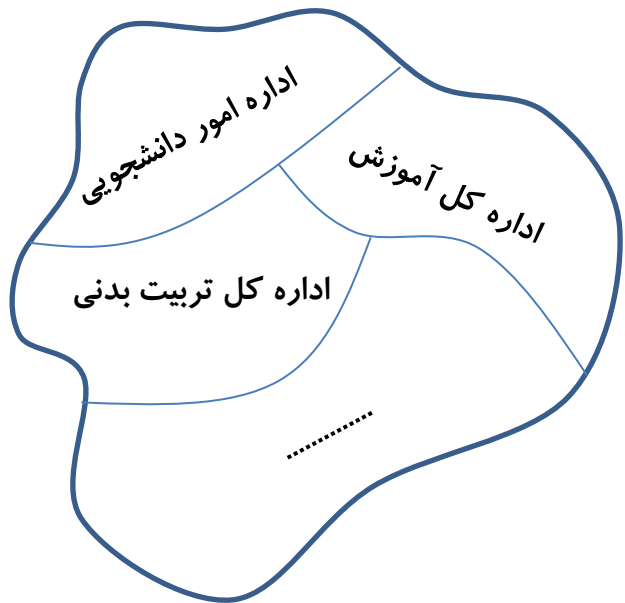 اداره امور دانشجویی
اداره کل آموزش
اداره کل تربیت بدنی
.............